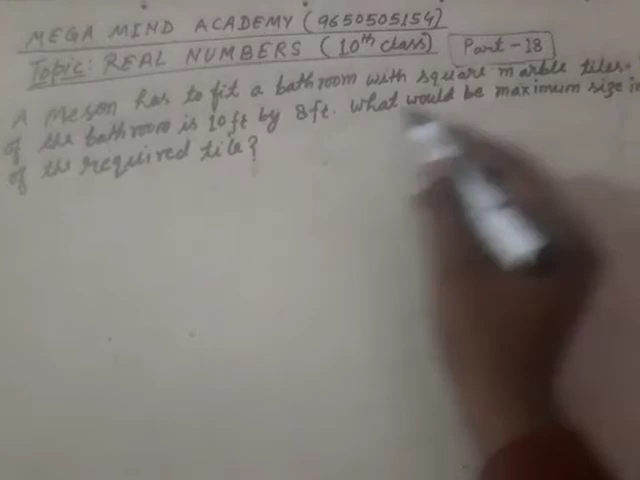 MEGA MIND ACADEMY (9650505154)
Topic: REAL NUMBERS (10th class) Part-18
A Meson has to fit a bathroom with square marble tiles.
of the bathroom is 10ft by 8ft. What would be maximum size in
of the required tile?